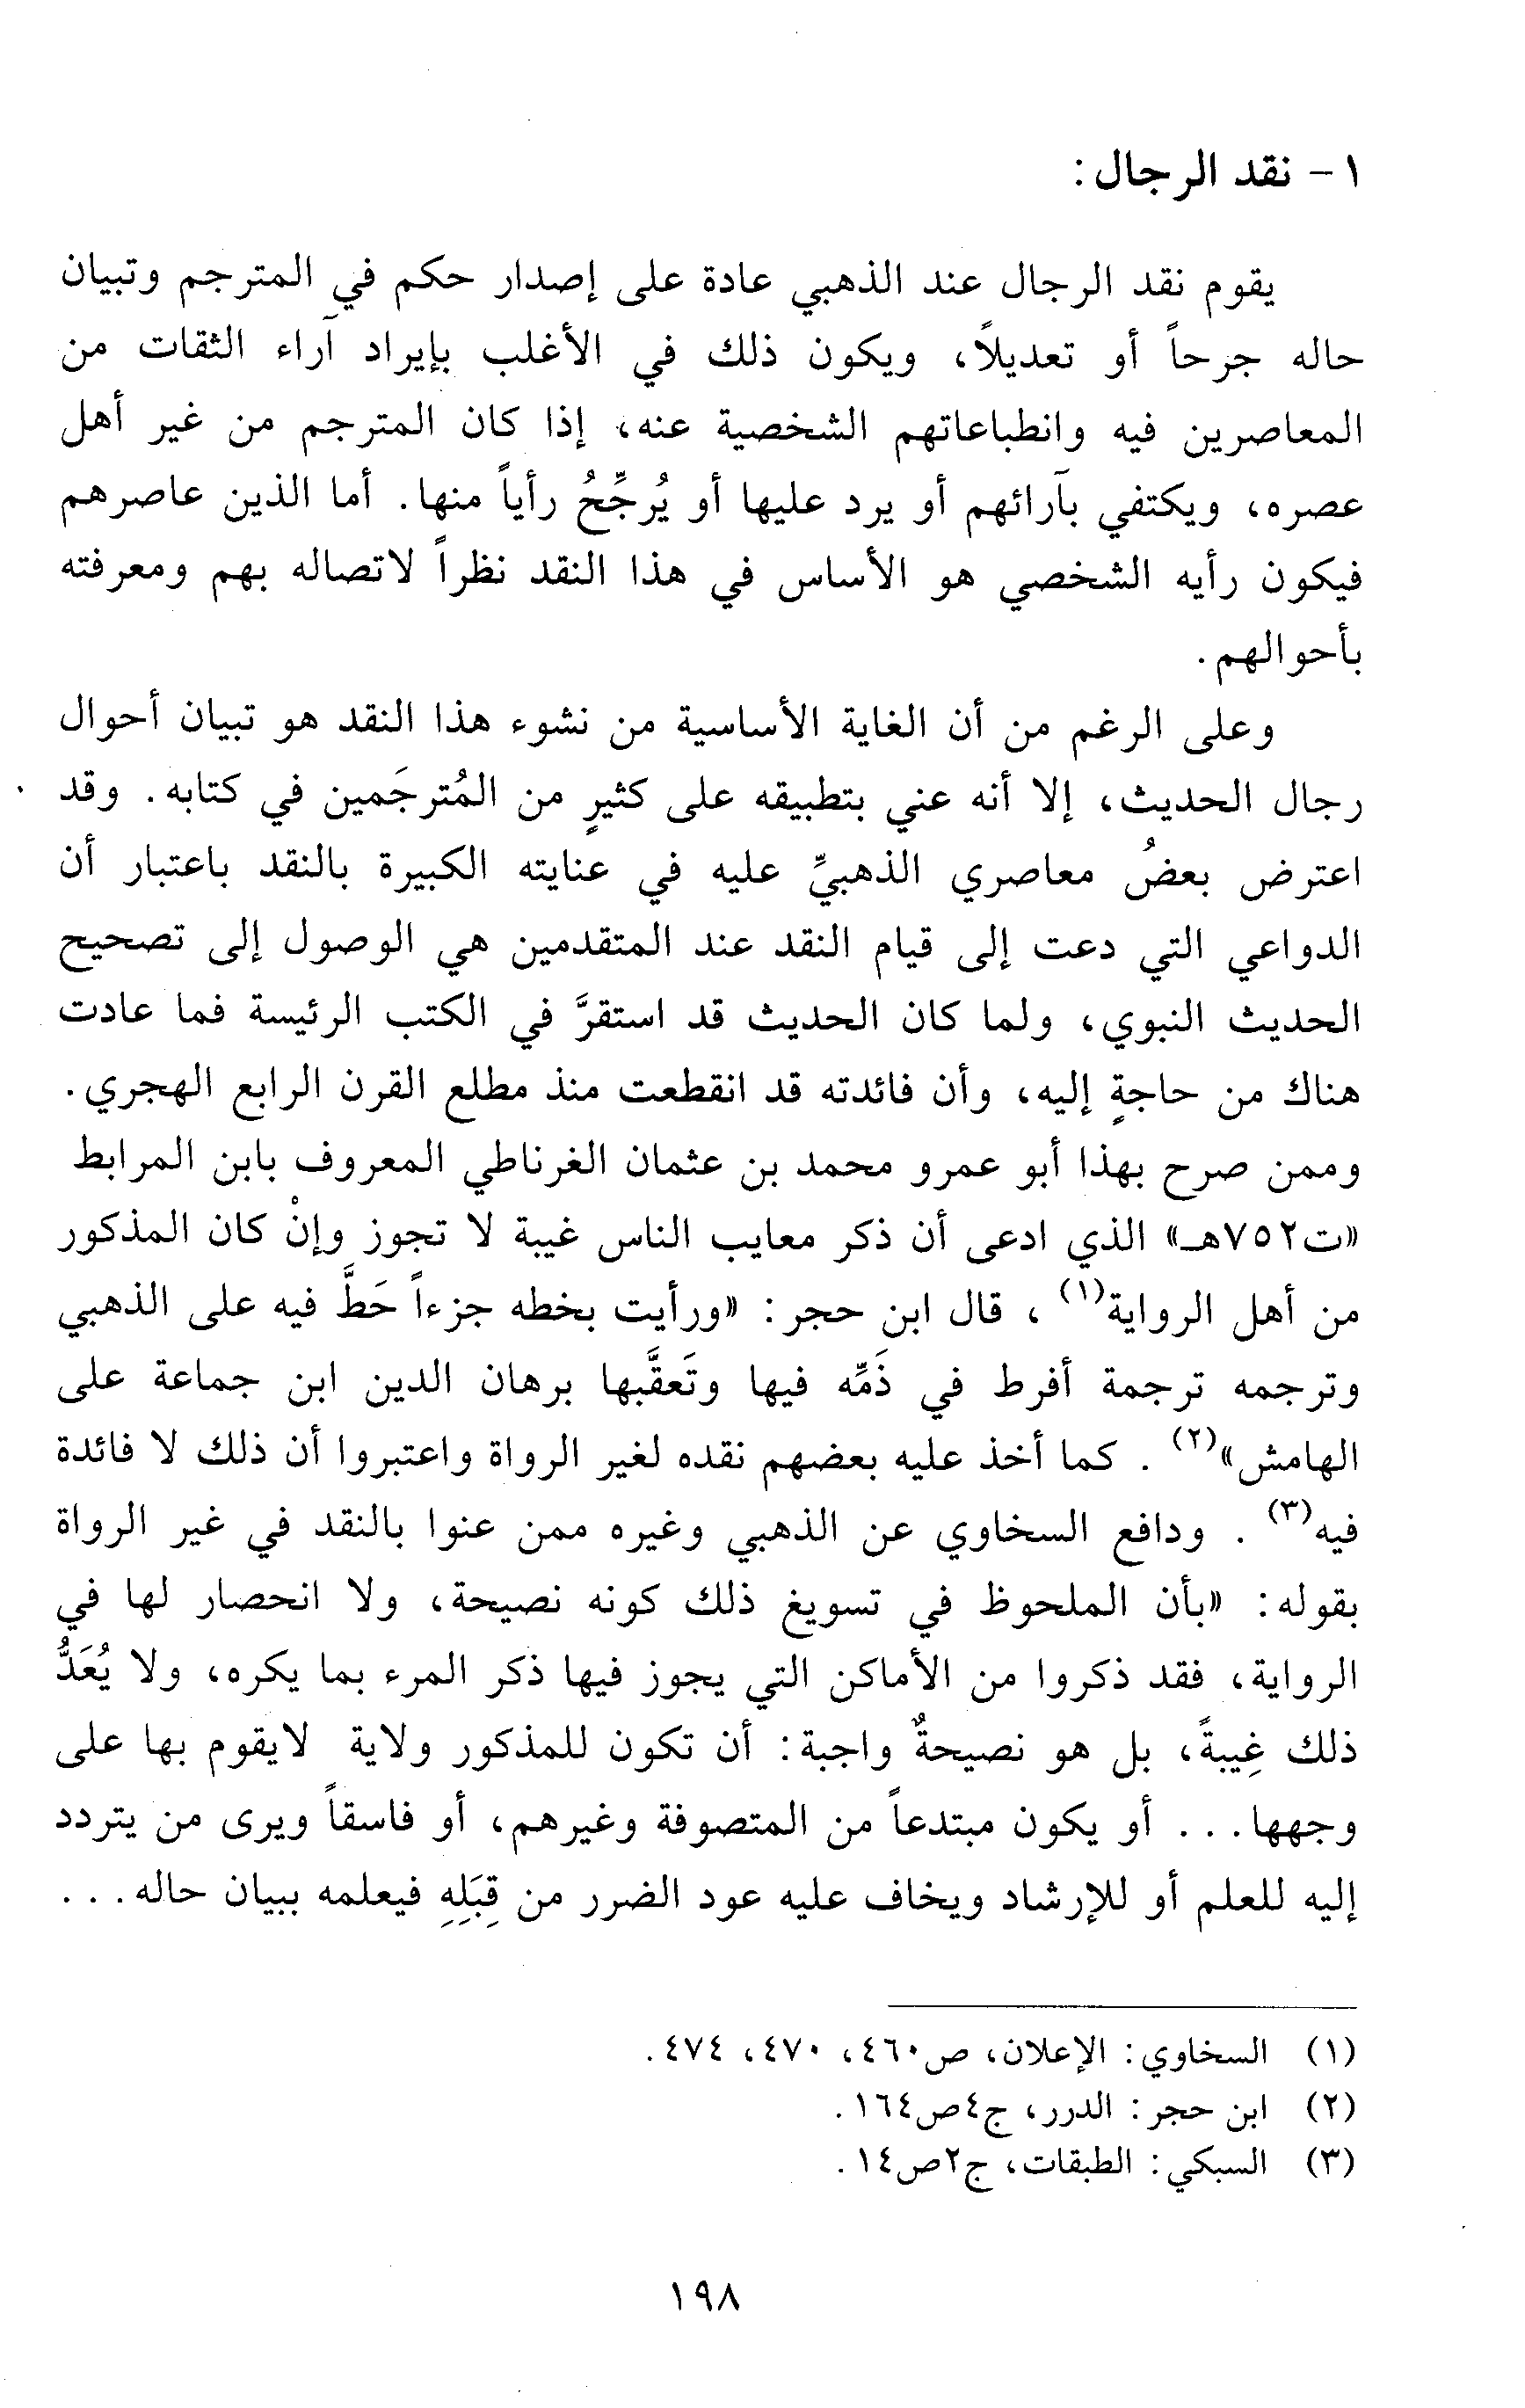 ١ - نقد الرجال :
يقوم نقد الرجال عند الذهبي عادة على إصدار حكم في المترجم وتبيان
حاله جرحاً أو تعديلاً، ويكون ذلك في الأغلب بإيراد آراء الثقات من
المعاصرين فيه وانطباعاتهم الشخصية عنه، إذا كان المترجم من غير أهل
عصره، ويكتفي بآرائهم أو يرد عليها أو يُرجِّحُ رأياً منها. أما الذين عاصرهم
فيكون رأيه الشخصي هو الأساس في هذا النقد نظراً لاتصاله بهم ومعرفته
بأحوالهم.
وعلى الرغم من أن الغاية الأساسية من نشوء هذا النقد هو تبيان أحوال
رجال الحديث، إلا أنه عني بتطبيقه على كثيرٍ من المُترجَمين في كتابه. وقد
اعترض بعضُ معاصري الذهبيِّ عليه في عنايته الكبيرة بالنقد باعتبار أن
الدواعي التي دعت إلى قيام النقد عند المتقدمين هي الوصول إلى تصحيح
الحديث النبوي، ولما كان الحديث قد استقرَّ في الكتب الرئيسة فما عادت
هناك من حاجةٍ إليه، وأن فائدته قد انقطعت منذ مطلع القرن الرابع الهجري.
وممن صرح بهذا أبو عمرو محمد بن عثمان الغرناطي المعروف بابن المرابط
«ت٧٥٢هـ» الذي ادعى أن ذكر معايب الناس غيبة لا تجوز وإنْ كان المذكور
من أهل الرواية(١) ، قال ابن حجر: «ورأيت بخطه جزءاً حَطَّ فيه على الذهبي
وترجمه ترجمة أفرط في ذَمِّه فيها وتَعقَّبها برهان الدين ابن جماعة على
الهامش»(٢) . كما أخذ عليه بعضهم نقده لغير الرواة واعتبروا أن ذلك لا فائدة
فيه(٣) . ودافع السخاوي عن الذهبي وغيره ممن عنوا بالنقد في غير الرواة
بقوله: «بأن الملحوظ في تسويغ ذلك كونه نصيحة، ولا انحصار لها في
الرواية، فقد ذكروا من الأماكن التي يجوز فيها ذكر المرء بما يكره، ولا يُعَدُّ
ذلك غِيبةً، بل هو نصيحةٌ واجبة: أن تكون للمذكور ولاية لايقوم بها على
وجهها... أو يكون مبتدعاً من المتصوفة وغيرهم، أو فاسقاً ويرى من يتردد
إليه للعلم أو للإرشاد ويخاف عليه عود الضرر من قِبَلِهِ فيعلمه ببيان حاله...
(١) السخاوي: الإعلان، ص٤٦٠، ٤٧٠، ٤٧٤.
(٢) ابن حجر: الدرر، ج٤ص١٦٤.
(٣) السبكي: الطبقات، ج٢ص١٤.
١٩٨